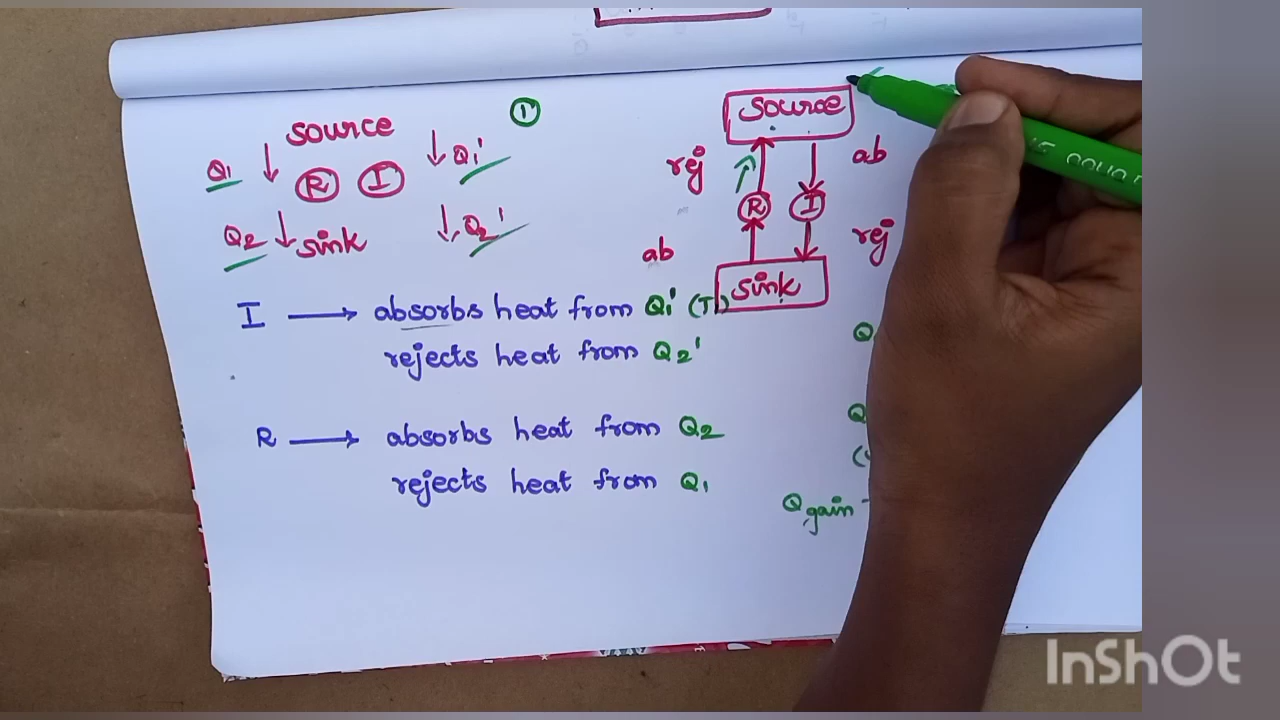 ①
source
Q1 ↓ Ⓡ Ⓘ ↓ Q1'
Q2 ↓ sink ↓ Q2'
source
rej ab
R I
ab rej
sink
I → absorbs heat from Q1' (T1)
rejects heat from Q2'
R → absorbs heat from Q2
rejects heat from Q1
Q
Q
Qgain -
InShOt